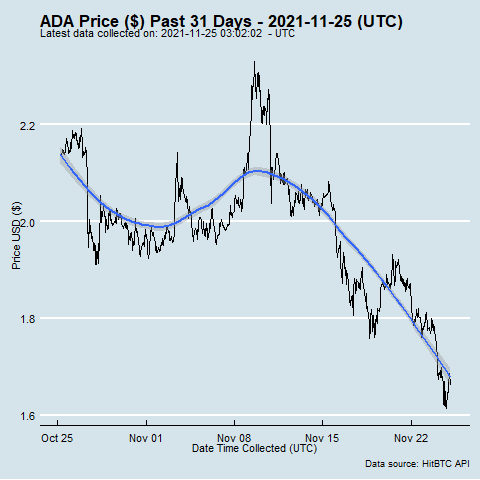 ADA Price ($) Past 31 Days - 2021-11-25 (UTC)
Latest data collected on: 2021-11-25 03:02:02 - UTC
2.2
2.0
1.8
1.6
Price USD ($)
Oct 25 Nov 01 Nov 08 Nov 15 Nov 22
Date Time Collected (UTC)
Data source: HitBTC API